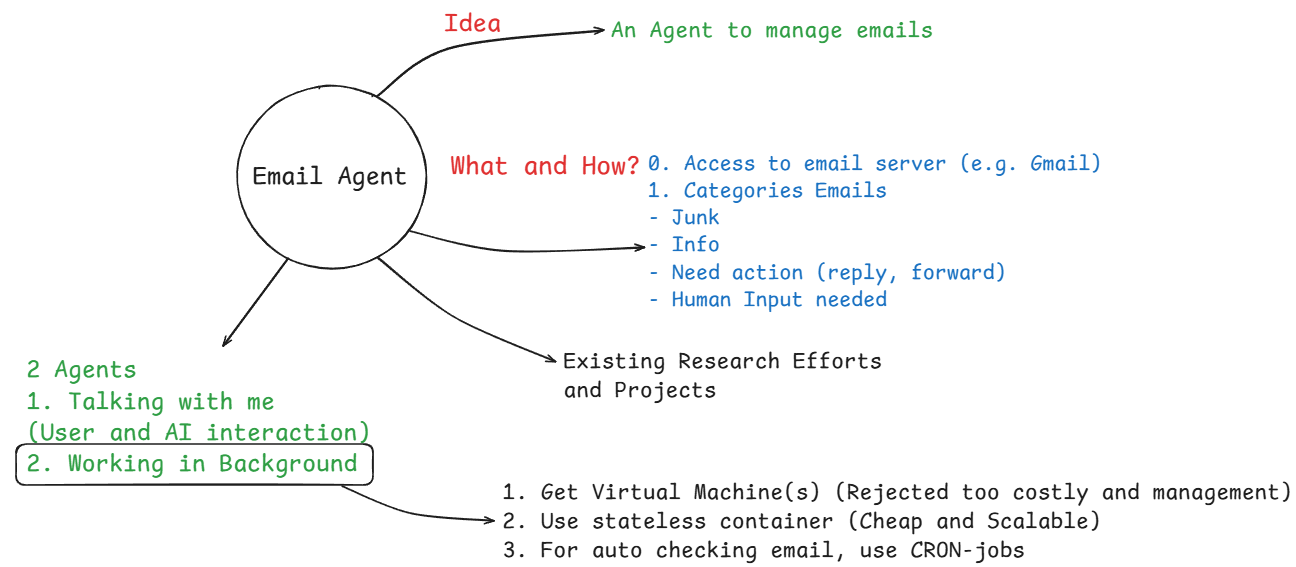 Idea
An Agent to manage emails
Email Agent
What and How?
0. Access to email server (e.g. Gmail)
1. Categories Emails
- Junk
- Info
- Need action (reply, forward)
- Human Input needed
Existing Research Efforts
and Projects
2 Agents
1. Talking with me
(User and AI interaction)
2. Working in Background
1. Get Virtual Machine(s) (Rejected too costly and management)
2. Use stateless container (Cheap and Scalable)
3. For auto checking email, use CRON-jobs